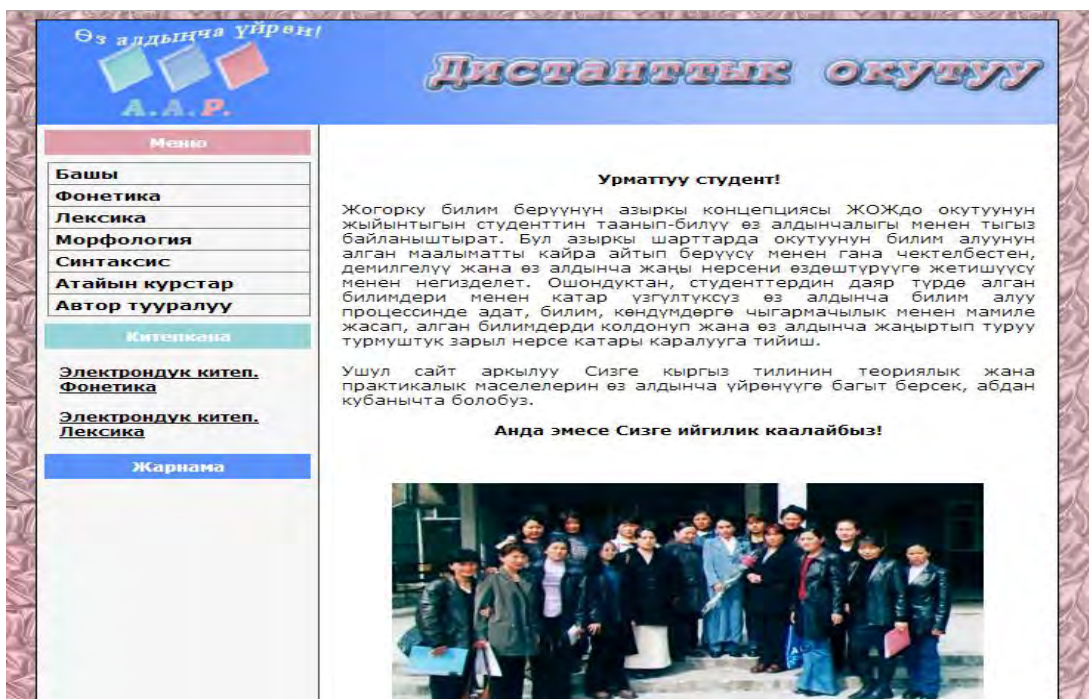 Өз алдыңча үйрөн!
А.А.Р.
Дистанттык окутуу
Меню
Башы
Фонетика
Лексика
Морфология
Синтаксис
Атайын курстар
Автор тууралуу
Китепкана
Электрондук китеп.
Фонетика
Электрондук китеп.
Лексика
Жарнама
Урматтуу студент!
Жогорку билим берүүнүн азыркы концепциясы ЖОЖдо окутуунун
жыйынтыгын студенттин таанып-билүү өз алдынчалыгы менен тыгыз
байланыштырат. Бул азыркы шарттарда окутуунун билим алуунун
алган маалыматты кайра айтып берүүсү менен гана чектелбестен,
демилгелүү жана өз алдынча жаңы нерсени өздөштүрүүгө жетишүүсү
менен негизделет. Ошондуктан, студенттердин даяр түрдө алган
билимдери менен катар үзгүлтүксүз өз алдынча билим алуу
процессинде адат, билим, көндүмдөргө чыгармачылык менен мамиле
жасап, алган билимдерди колдонуп жана өз алдынча жаңыртып туруу
турмуштук зарыл нерсе катары каралууга тийиш.
Ушул сайт аркылуу Сизге кыргыз тилинин теориялык жана
практикалык маселелерин өз алдынча үйрөнүүгө багыт берсек, абдан
кубанычта болобуз.
Анда эмесе Сизге ийгилик каалайбыз!